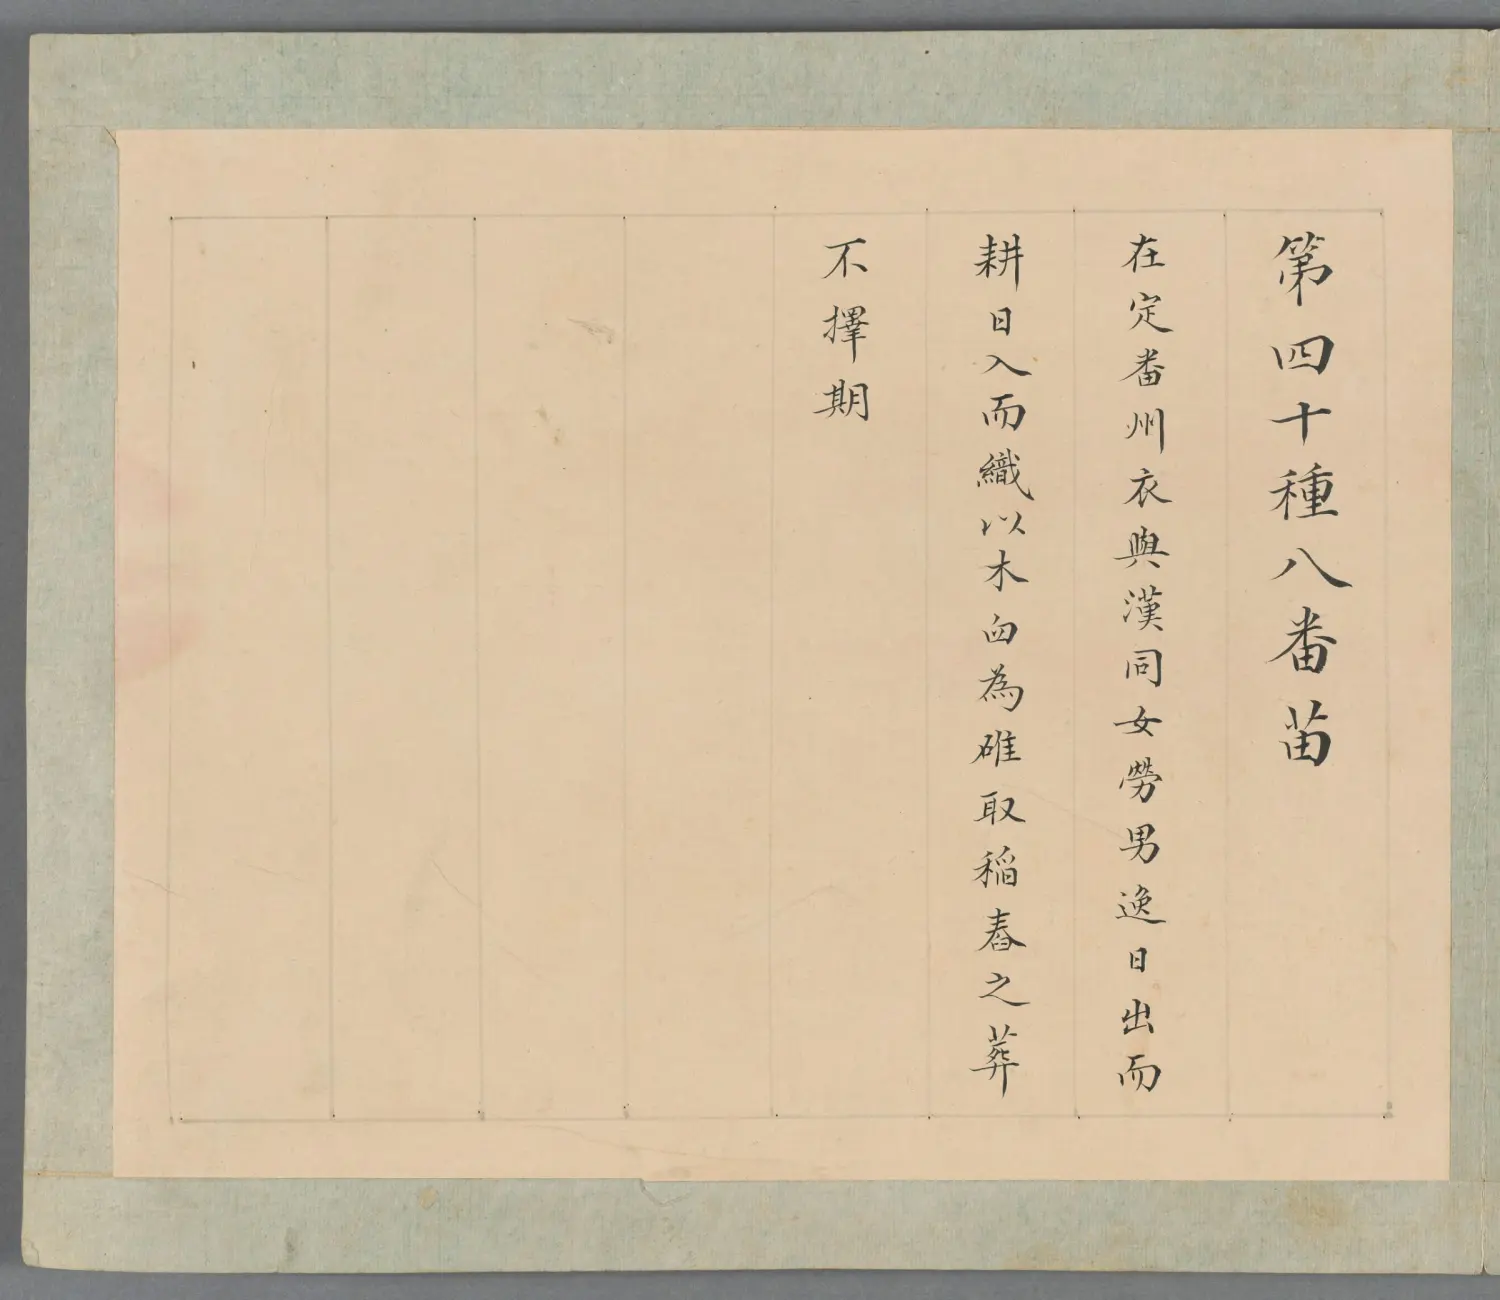 第四十種八番苗
在定番州衣與漢同女勞男逸日出而
耕日入而織以木臿為碓取稲舂之葬
不擇期